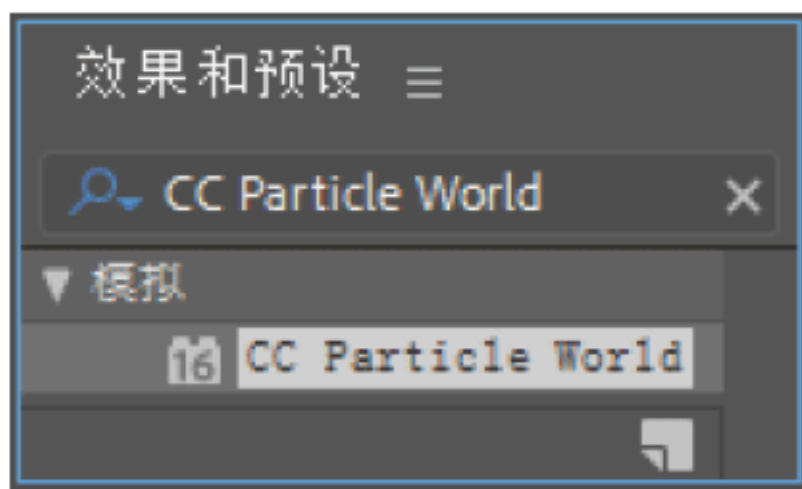 效果和预设
CC Particle World
模拟
16 CC Particle World